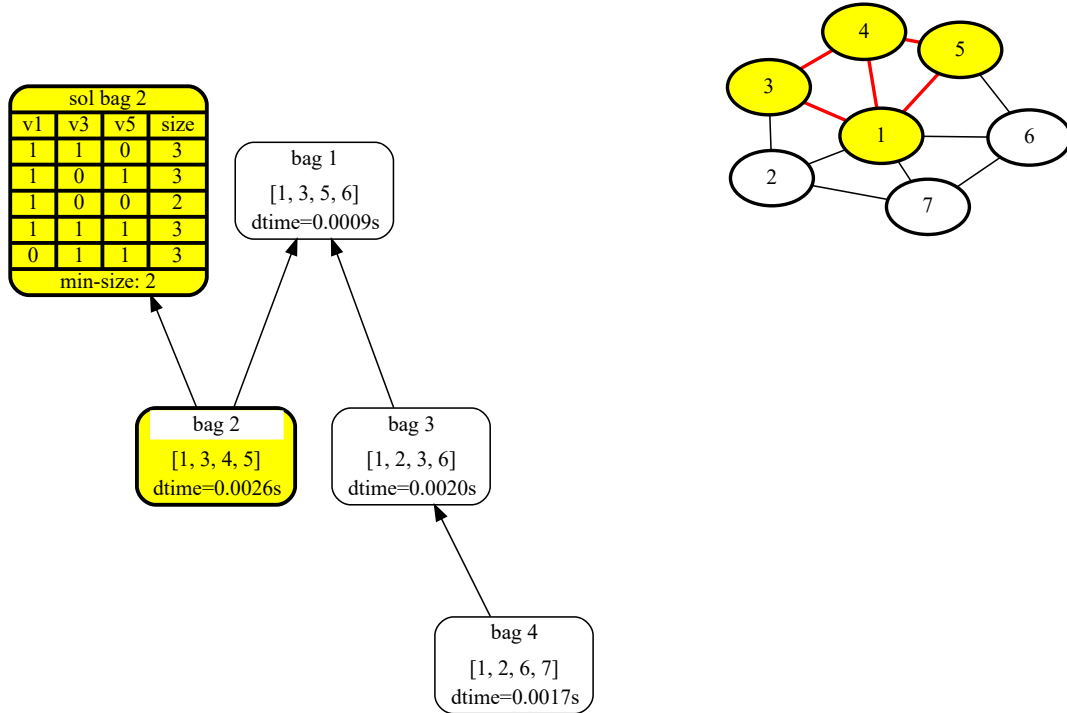 sol bag 2
v1 v3 v5 size
1 1 0 3
1 0 1 3
1 0 0 2
1 1 1 3
0 1 1 3
min-size: 2
bag 1
[1, 3, 5, 6]
dtime=0.0009s
bag 2
[1, 3, 4, 5]
dtime=0.0026s
bag 3
[1, 2, 3, 6]
dtime=0.0020s
bag 4
[1, 2, 6, 7]
dtime=0.0017s
4
5
3
1
6
2
7